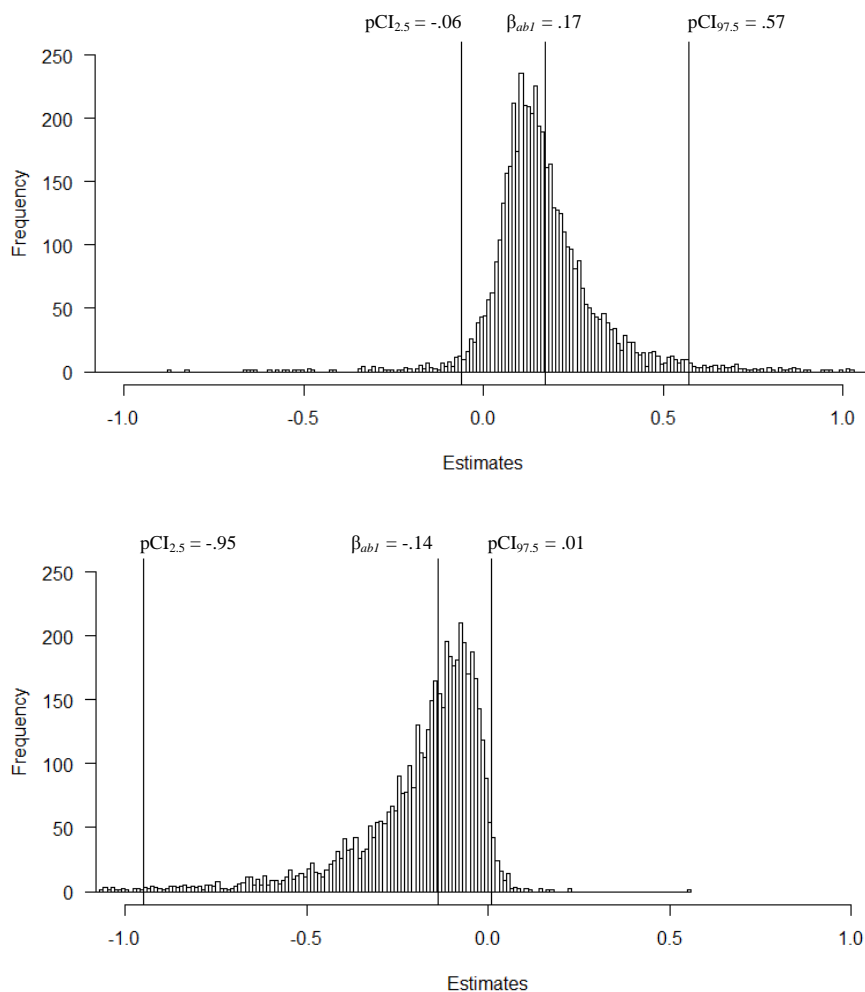 pCI2.5 = -.06 βab1 = .17 pCI97.5 = .57
250
200
150
100
50
0
Frequency
-1.0 -0.5 0.0 0.5 1.0
Estimates
pCI2.5 = -.95 βab1 = -.14 pCI97.5 = .01
250
200
150
100
50
0
Frequency
-1.0 -0.5 0.0 0.5 1.0
Estimates